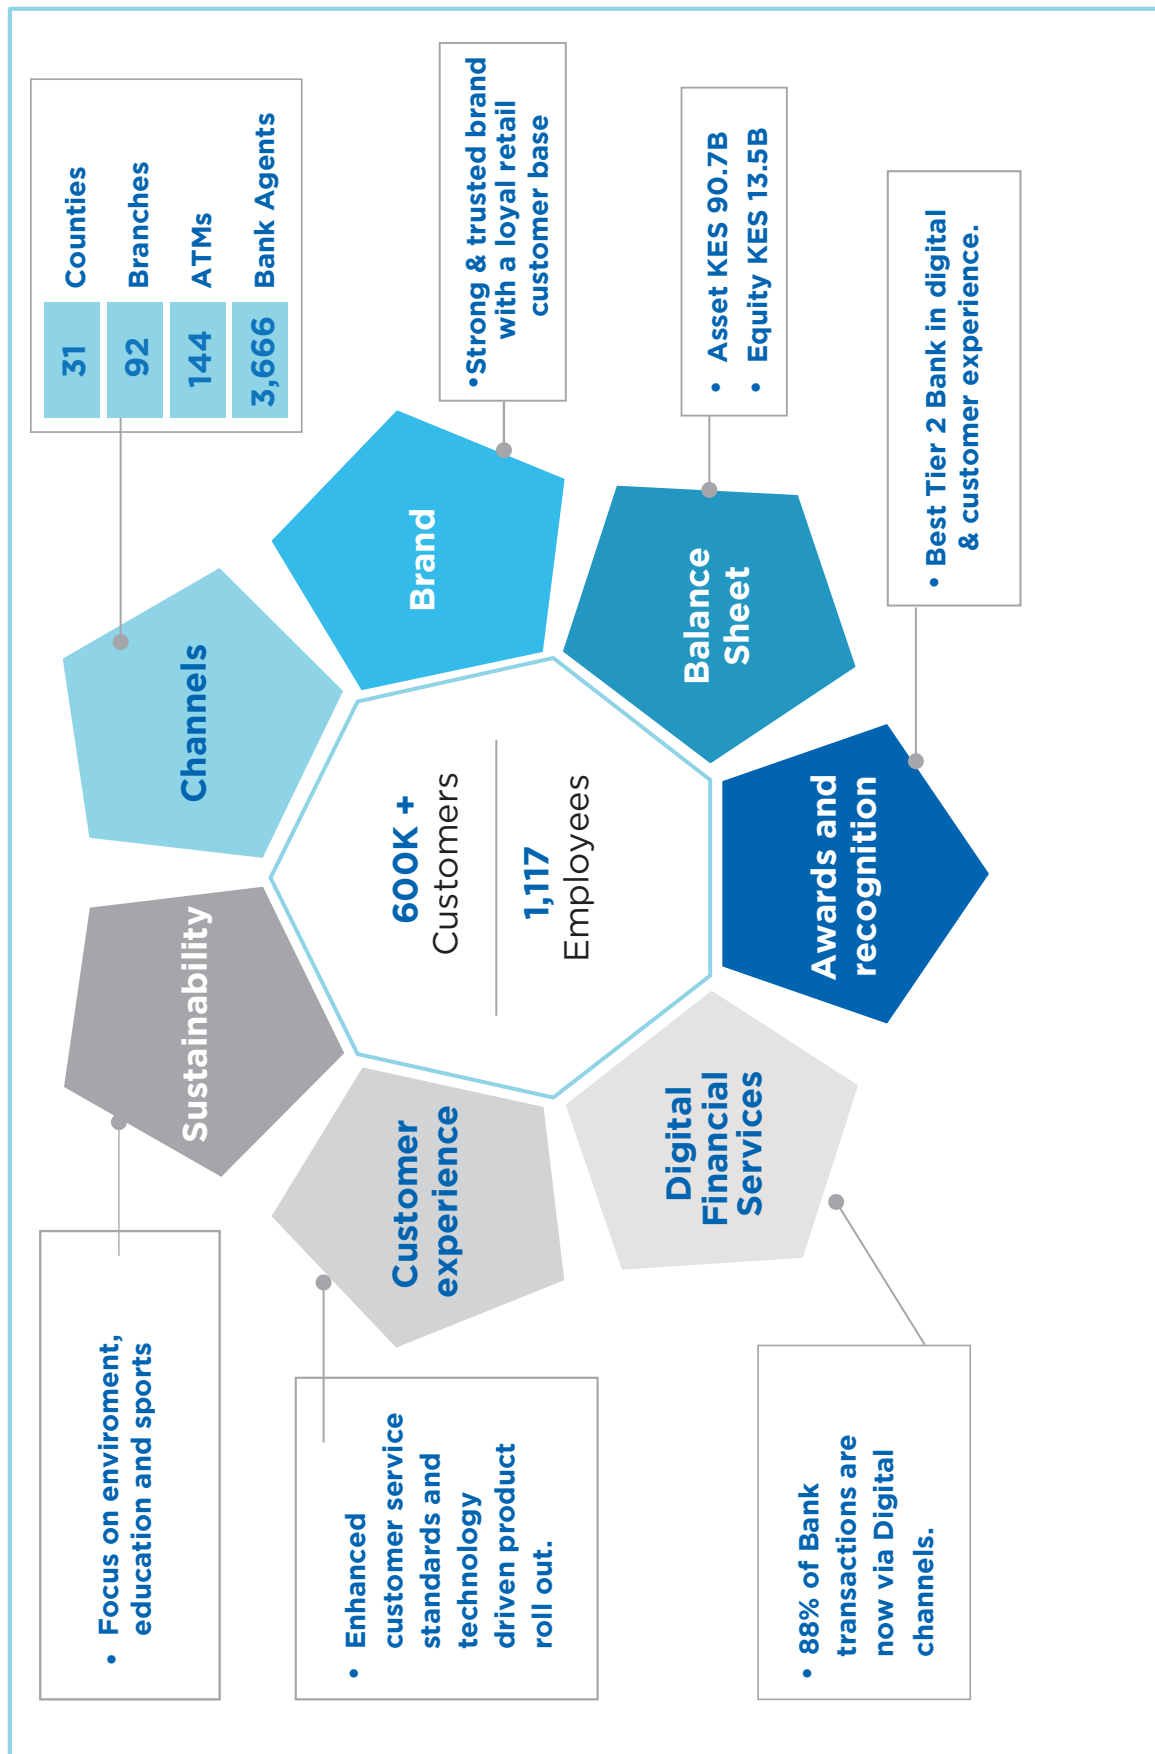 • Focus on enviroment,
education and sports
Sustainability
Channels
31 Counties
92 Branches
144 ATMs
3,666 Bank Agents
• Enhanced
customer service
standards and
technology
driven product
roll out.
Customer
experience
600K +
Customers
1,117
Employees
Brand
•Strong & trusted brand
with a loyal retail
customer base
• 88% of Bank
transactions are
now via Digital
channels.
Digital
Financial
Services
Awards and
recognition
Balance
Sheet
• Asset KES 90.7B
• Equity KES 13.5B
• Best Tier 2 Bank in digital
& customer experience.